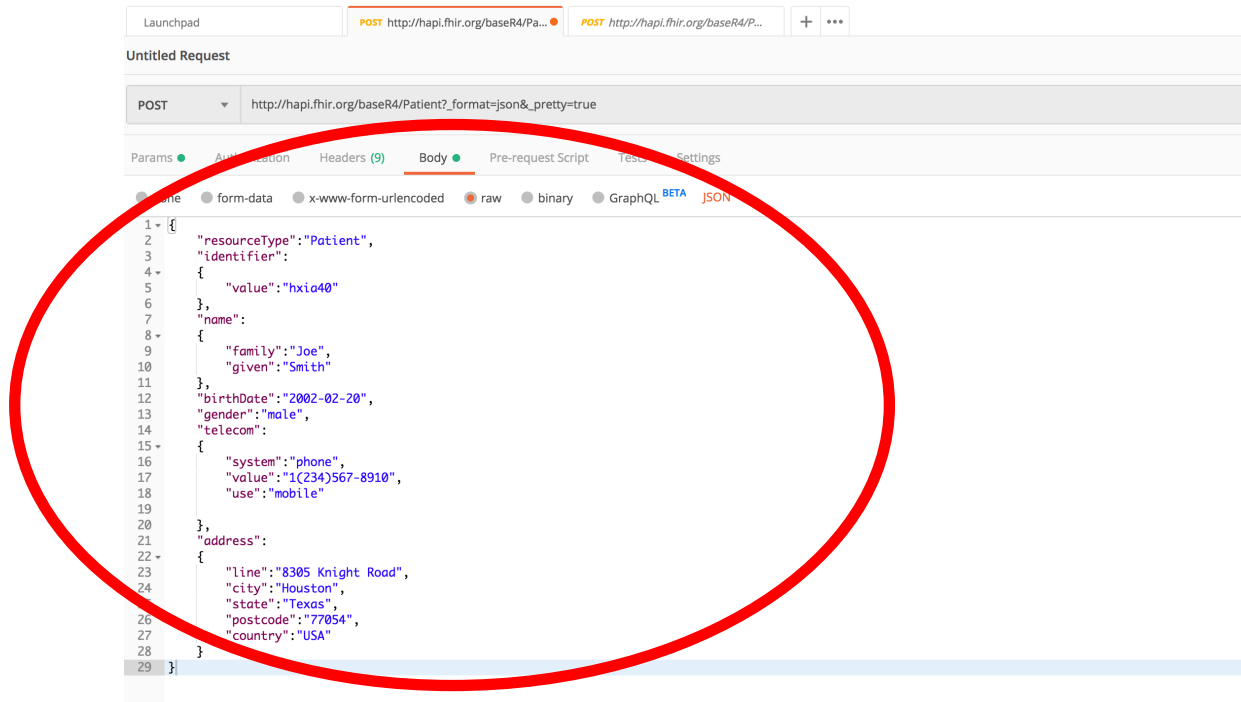 Launchpad
POST http://hapi.fhir.org/baseR4/Pa...
POST http://hapi.fhir.org/baseR4/P...
Untitled Request
POST http://hapi.fhir.org/baseR4/Patient?_format=json&_pretty=true
Params Headers (9) Body Pre-request Script Tests Settings
form-data x-www-form-urlencoded raw binary GraphQL BETA JSON
1 {
2 "resourceType":"Patient",
3 "identifier":
4 {
5 "value":"hxia40"
6 },
7 "name":
8 {
9 "family":"Joe",
10 "given":"Smith"
11 },
12 "birthDate":"2002-02-20",
13 "gender":"male",
14 "telecom":
15 {
16 "system":"phone",
17 "value":"1(234)567-8910",
18 "use":"mobile"
19
20 },
21 "address":
22 {
23 "line":"8305 Knight Road",
24 "city":"Houston",
"state":"Texas",
26 "postcode":"77054",
27 "country":"USA"
28 }
29 }